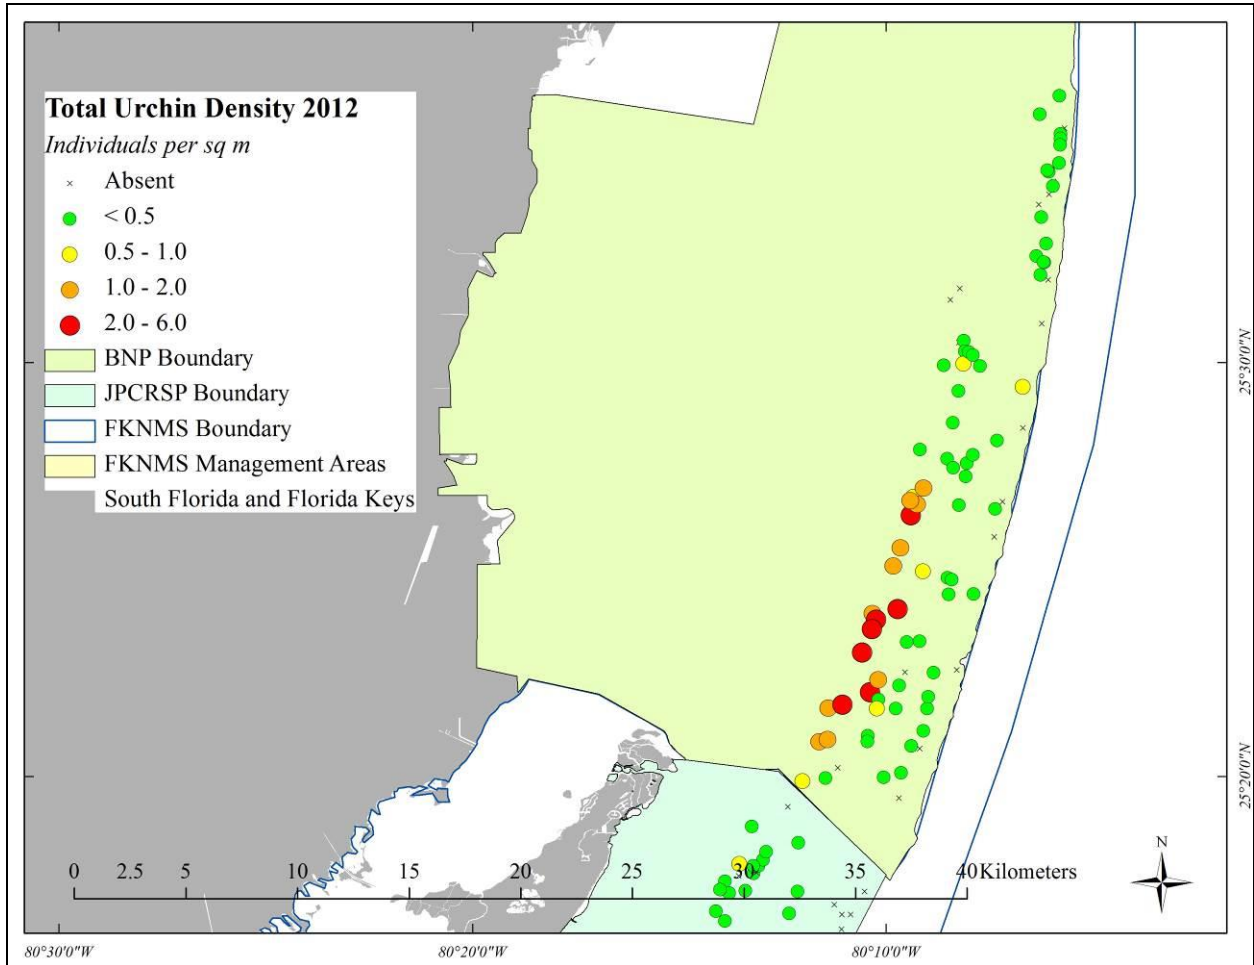 Total Urchin Density 2012
Individuals per sq m
Absent
< 0.5
0.5 - 1.0
1.0 - 2.0
2.0 - 6.0
BNP Boundary
JPCRSP Boundary
FKNMS Boundary
FKNMS Management Areas
South Florida and Florida Keys
25°30'0"N
25°20'0"N
0 2.5 5 10 15 20 25 30 35 40 Kilometers
N
80°30'0"W 80°20'0"W 80°10'0"W